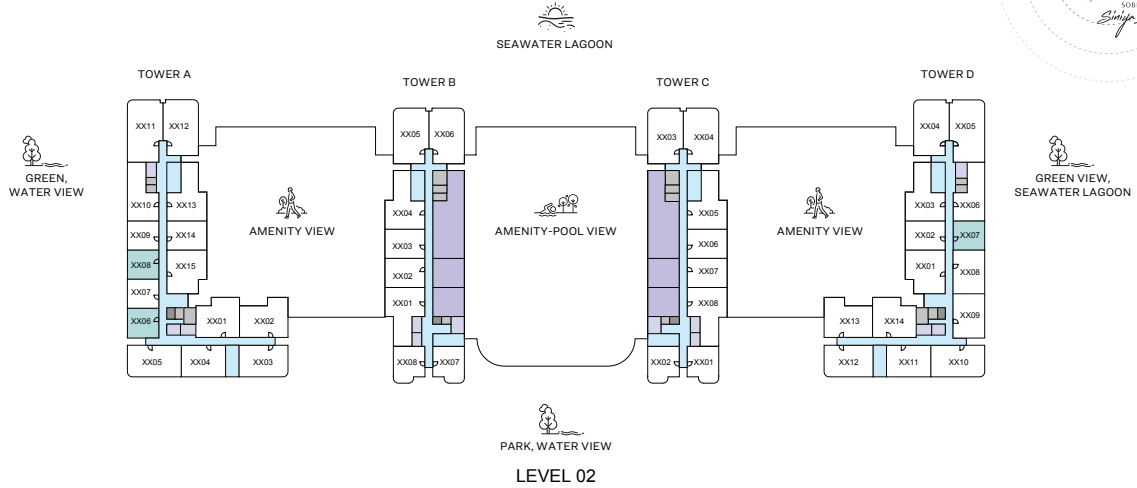 SOB
Siniya
SEAWATER LAGOON
TOWER A
TOWER B
TOWER C
TOWER D
XX11 XX12
XX05 XX06
XX03 XX04
XX04 XX05
GREEN,
WATER VIEW
GREEN VIEW,
SEAWATER LAGOON
XX10 XX13
XX09 XX14
XX08 XX15
XX07
XX06 XX01 XX02
XX05 XX04 XX03
AMENITY VIEW
XX04
XX03
XX02
XX01
XX08 XX07
AMENITY-POOL VIEW
XX05
XX06
XX07
XX08
XX02 XX01
AMENITY VIEW
XX03 XX06
XX02 XX07
XX01 XX08
XX09
XX13 XX14
XX12 XX11 XX10
PARK, WATER VIEW
LEVEL 02